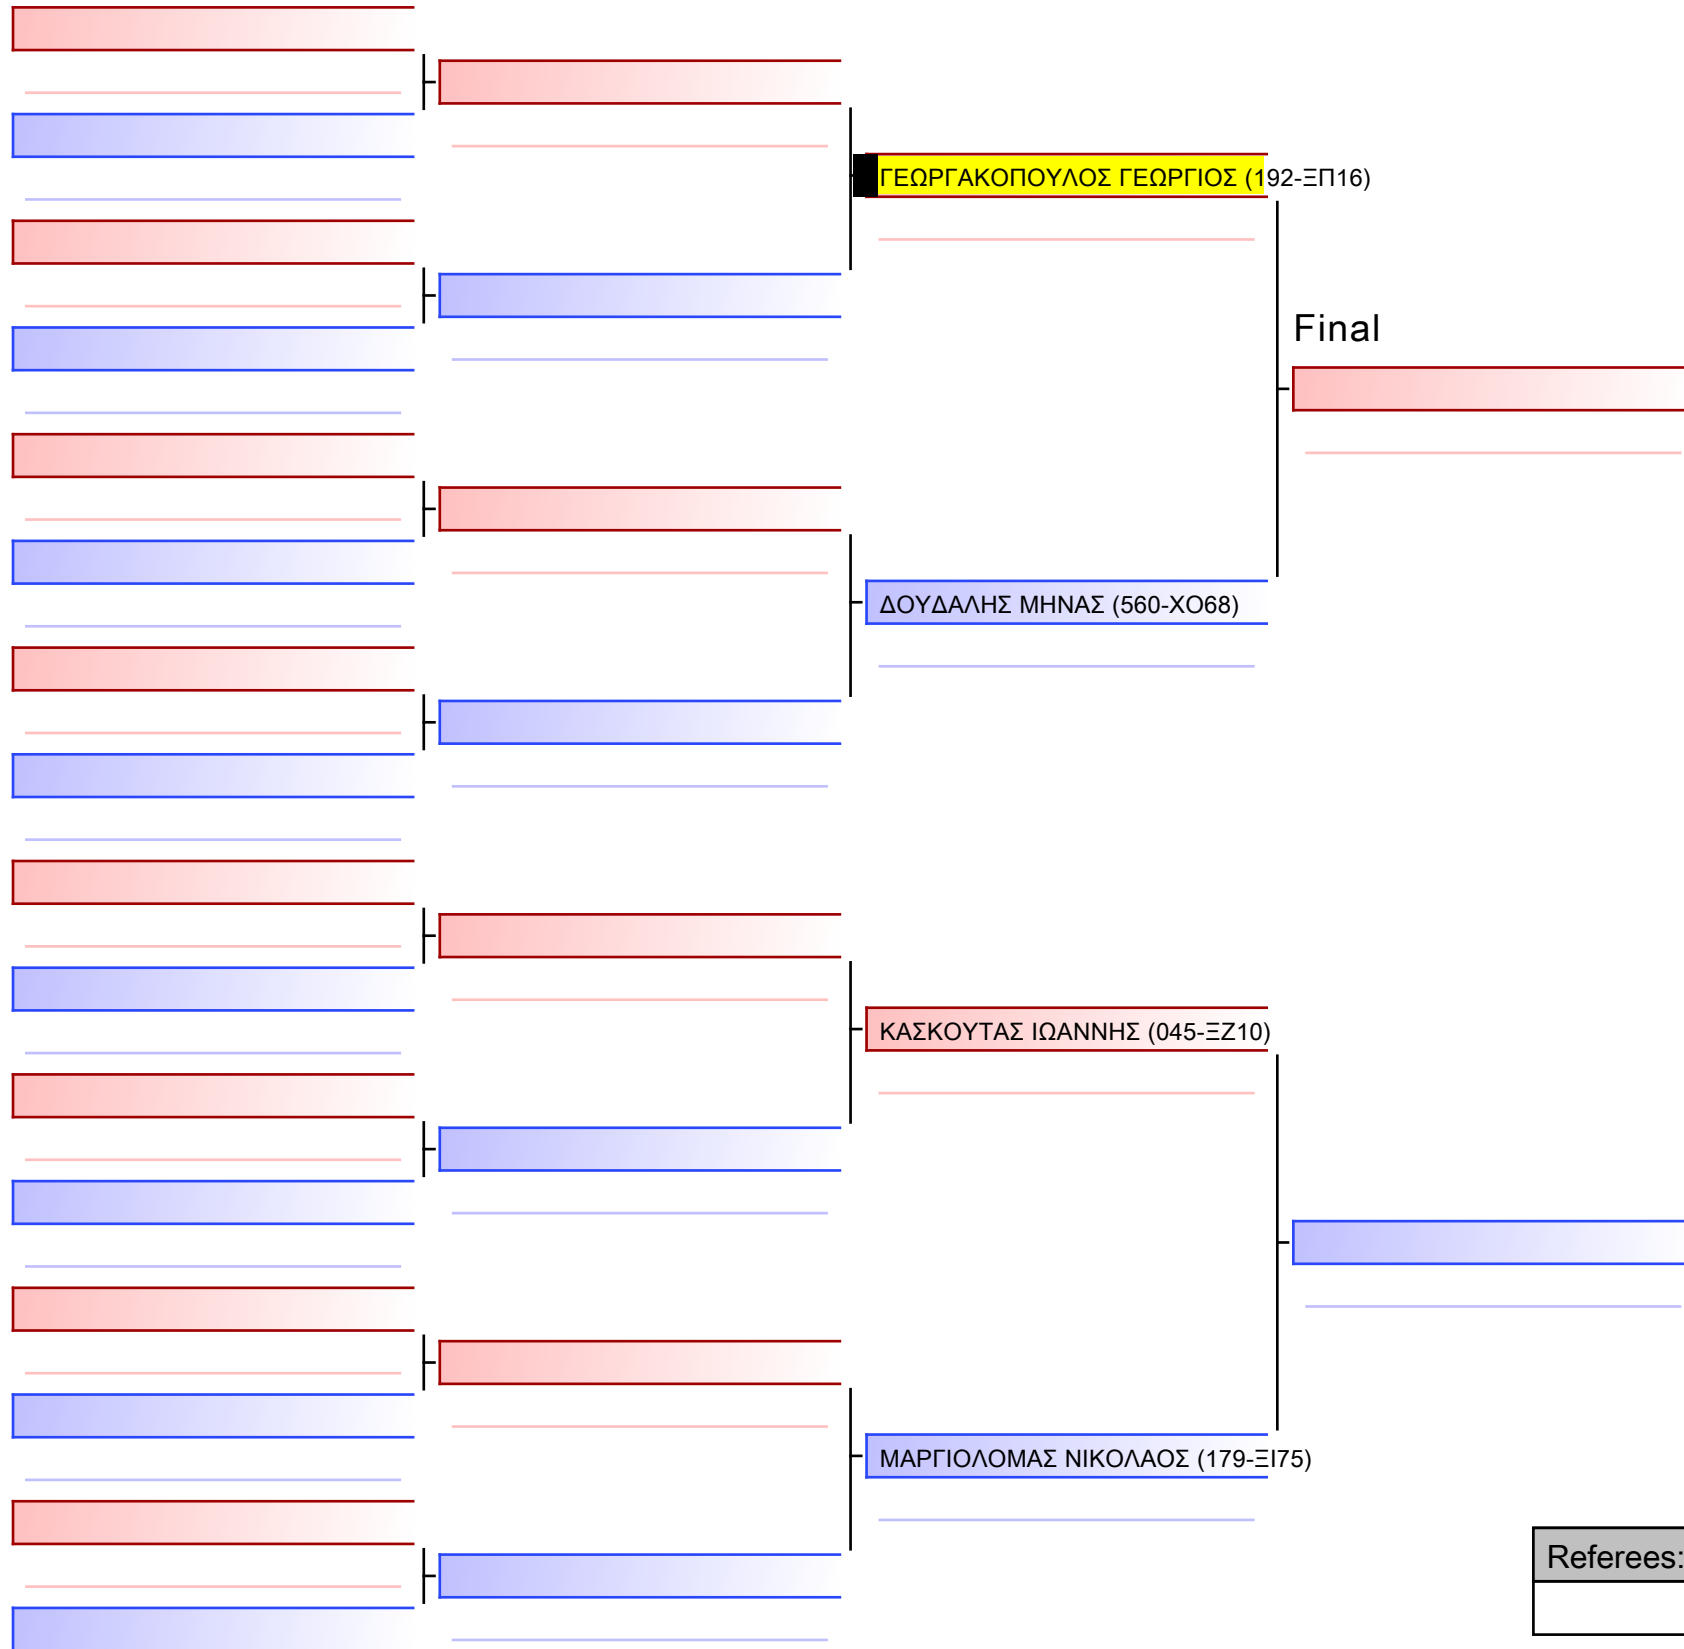 ΓΕΩΡΓΑΚΟΠΟΥΛΟΣ ΓΕΩΡΓΙΟΣ (192-ΞΠ16)
Final
ΔΟΥΔΑΛΗΣ ΜΗΝΑΣ (560-ΧΟ68)
ΚΑΣΚΟΥΤΑΣ ΙΩΑΝΝΗΣ (045-ΞΖ10)
ΜΑΡΓΙΟΛΟΜΑΣ ΝΙΚΟΛΑΟΣ (179-ΞΙ75)
Referees: